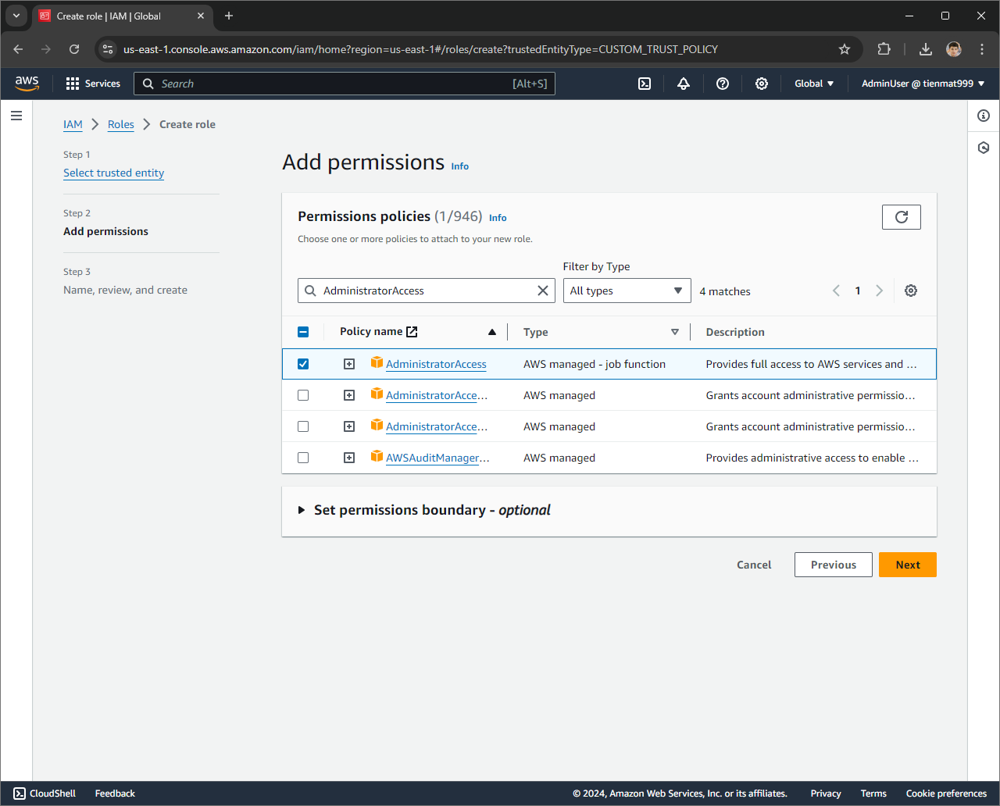 Create role | IAM | Global
us-east-1.console.aws.amazon.com/iam/home?region=us-east-1#/roles/create?trustedEntityType=CUSTOM_TRUST_POLICY
aws
Services
Search
[Alt+S]
Global
AdminUser @ tienmat999
IAM
Roles
Create role
Step 1
Select trusted entity
Step 2
Add permissions
Step 3
Name, review, and create
Add permissions Info
Permissions policies (1/946) Info
Choose one or more policies to attach to your new role.
Filter by Type
AdministratorAccess
All types
4 matches
1
Policy name
Type
Description
AdministratorAccess
AWS managed - job function
Provides full access to AWS services and ...
AdministratorAcce...
AWS managed
Grants account administrative permissio...
AdministratorAcce...
AWS managed
Grants account administrative permissio...
AWSAuditManager...
AWS managed
Provides administrative access to enable ...
Set permissions boundary - optional
Cancel
Previous
Next
CloudShell
Feedback
© 2024, Amazon Web Services, Inc. or its affiliates.
Privacy
Terms
Cookie preferences